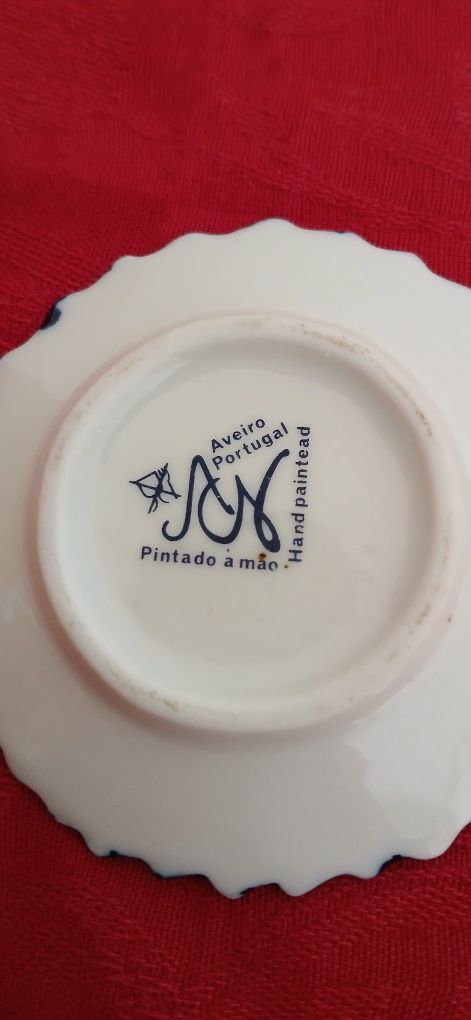 Aveiro
Portugal
AN
Pintado à mão
Hand paintead